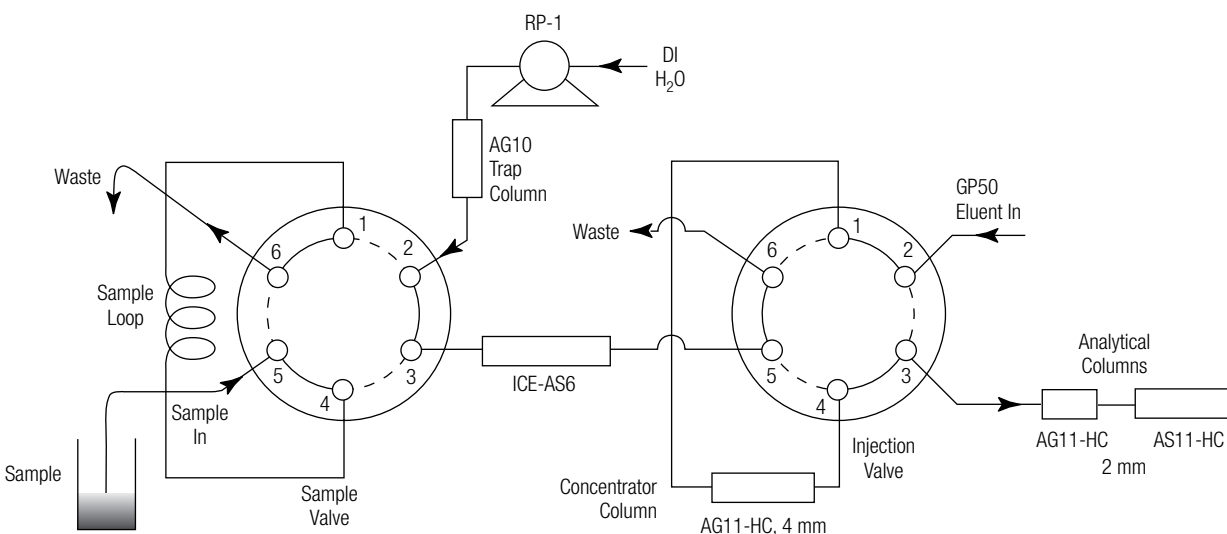 RP-1
DI
H₂O
AG10
Trap
Column
Waste
1
2
3
4
5
6
Sample
Loop
Sample
In
Sample
Sample
Valve
ICE-AS6
Waste
GP50
Eluent In
1
2
3
4
5
6
Injection
Valve
Concentrator
Column
AG11-HC, 4 mm
Analytical
Columns
AG11-HC
AS11-HC
2 mm